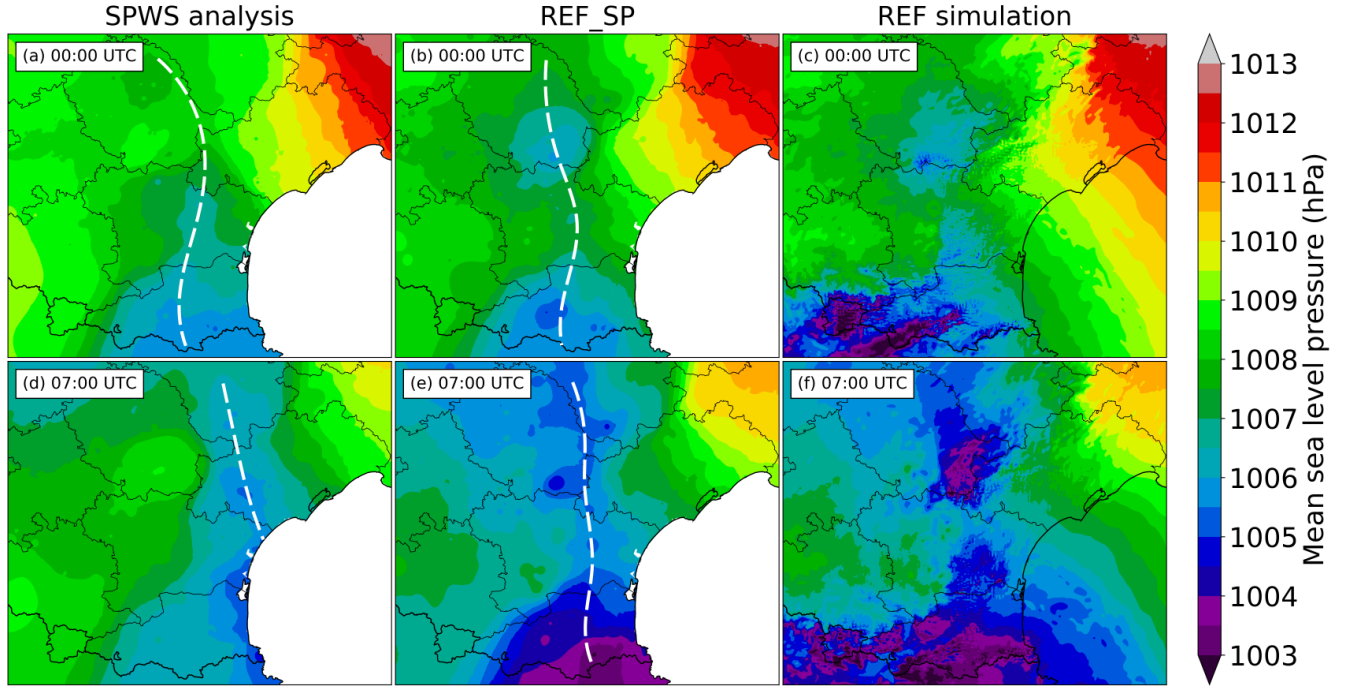 SPWS analysis
REF_SP
REF simulation
(a) 00:00 UTC
(b) 00:00 UTC
(c) 00:00 UTC
(d) 07:00 UTC
(e) 07:00 UTC
(f) 07:00 UTC
1013
1012
1011
1010
1009
1008
1007
1006
1005
1004
1003
Mean sea level pressure (hPa)